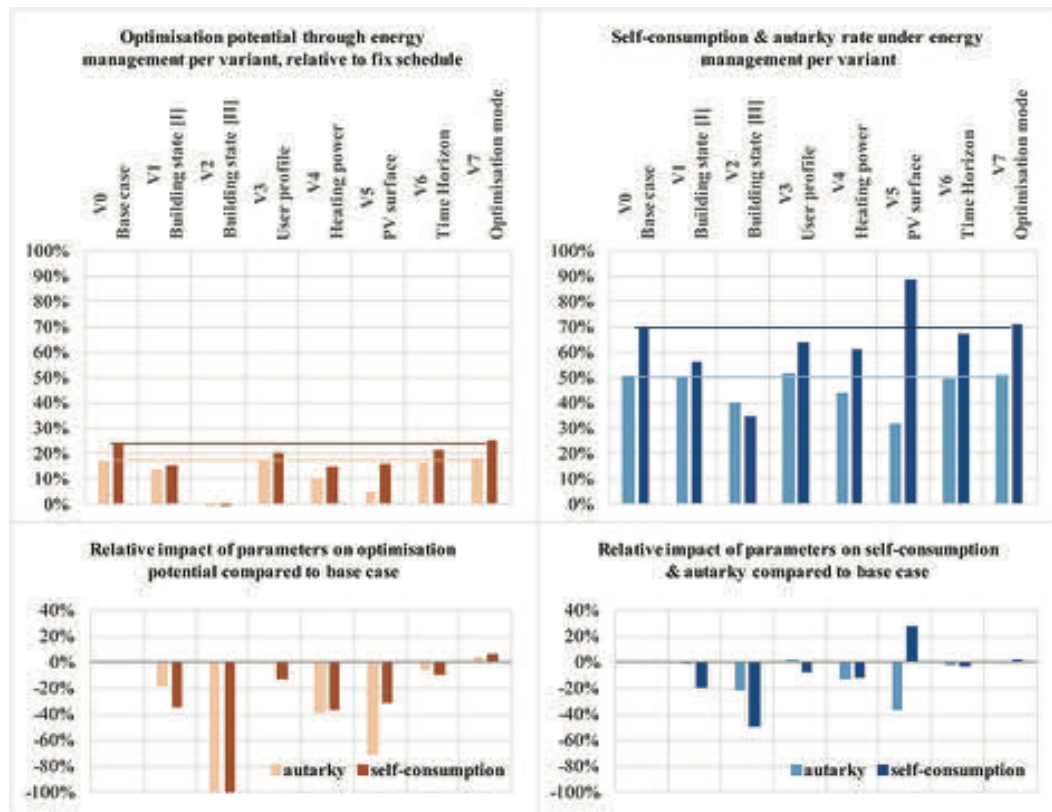 Optimisation potential through energy
management per variant, relative to fix schedule
V0
Base case
V1
Building state [I]
V2
Building state [II]
V3
User profile
V4
Heating power
V5
PV surface
V6
Time Horizon
V7
Optimisation mode
100%
90%
80%
70%
60%
50%
40%
30%
20%
10%
0%
Self-consumption & autarky rate under energy
management per variant
V0
Base case
V1
Building state [I]
V2
Building state [II]
V3
User profile
V4
Heating power
V5
PV surface
V6
Time Horizon
V7
Optimisation mode
100%
90%
80%
70%
60%
50%
40%
30%
20%
10%
0%
Relative impact of parameters on optimisation
potential compared to base case
40%
20%
0%
-20%
-40%
-60%
-80%
-100%
autarky self-consumption
Relative impact of parameters on self-consumption
& autarky compared to base case
40%
20%
0%
-20%
-40%
-60%
-80%
-100%
autarky self-consumption